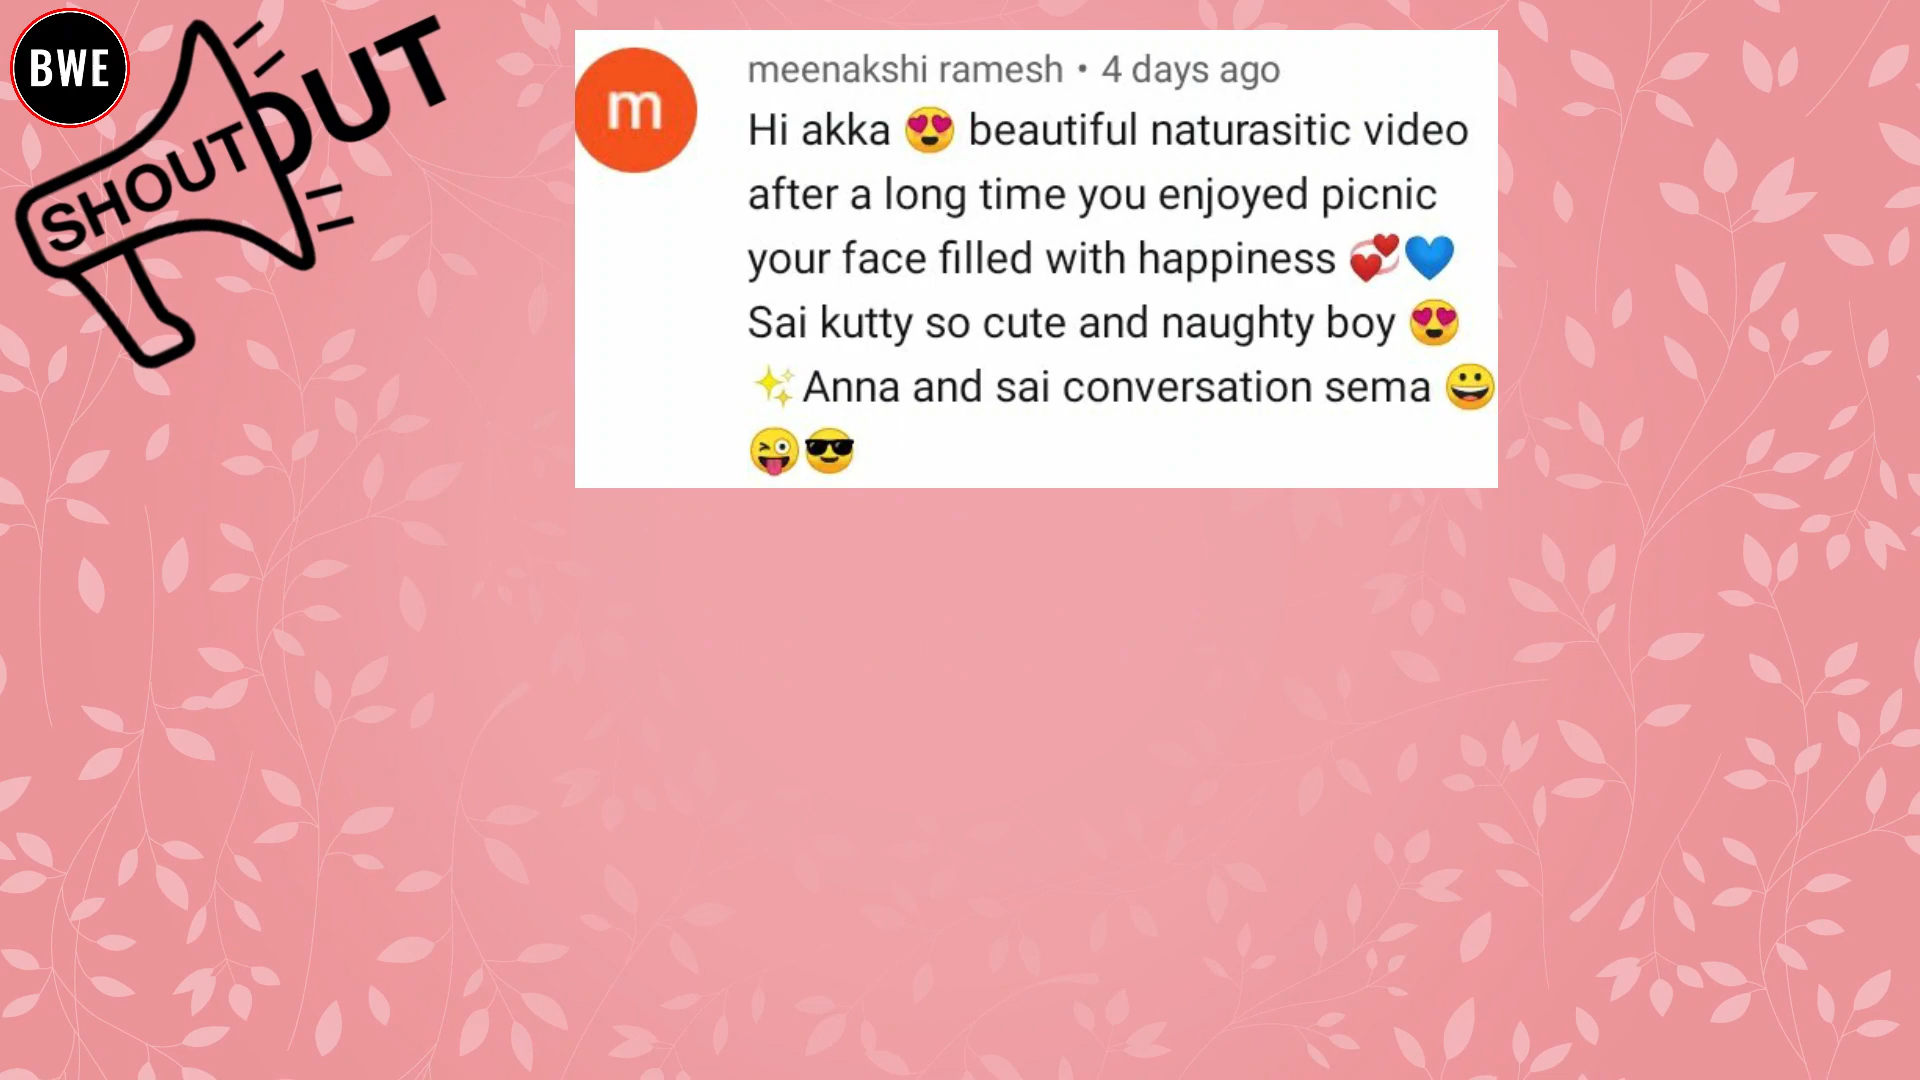 BWE
SHOUTOUT
m
meenakshi ramesh • 4 days ago
Hi akka 😍 beautiful naturasitic video
after a long time you enjoyed picnic
your face filled with happiness 💞💙
Sai kutty so cute and naughty boy 😍
✨Anna and sai conversation sema 😀
😜😎